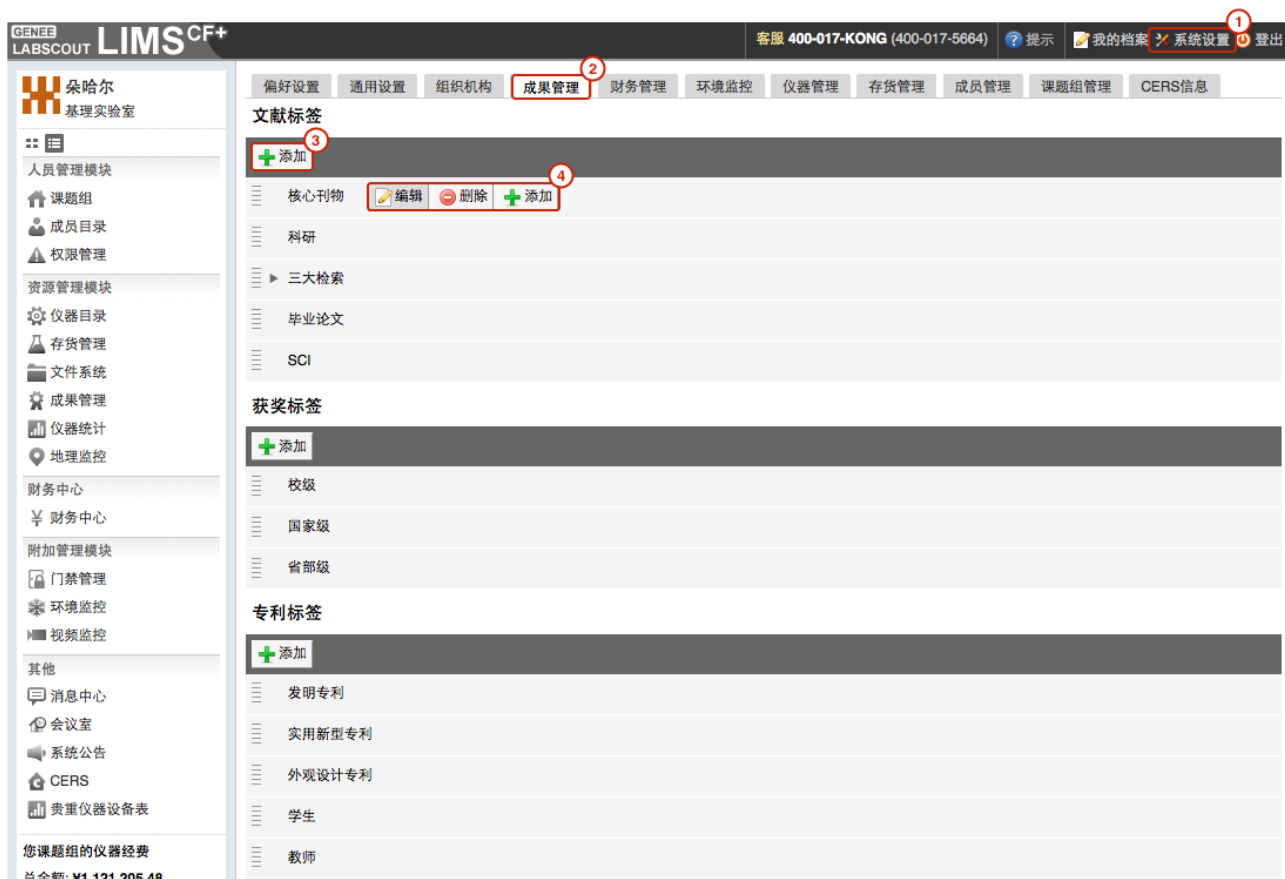 GENEE
LABSCOUT LIMS CF+
客服 400-017-KONG (400-017-5664) 提示 我的档案 系统设置 登出
1
朵哈尔
基理实验室
人员管理模块
课题组
成员目录
权限管理
资源管理模块
仪器目录
存货管理
文件系统
成果管理
仪器统计
地理监控
财务中心
财务中心
附加管理模块
门禁管理
环境监控
视频监控
其他
消息中心
会议室
系统公告
CERS
贵重仪器设备表
您课题组的仪器经费
总金额: ¥1,121,205.48
偏好设置 通用设置 组织机构 成果管理 财务管理 环境监控 仪器管理 存货管理 成员管理 课题组管理 CERS信息
2
文献标签
添加
3
核心刊物 编辑 删除 添加
4
科研
三大检索
毕业论文
SCI
获奖标签
添加
校级
国家级
省部级
专利标签
添加
发明专利
实用新型专利
外观设计专利
学生
教师